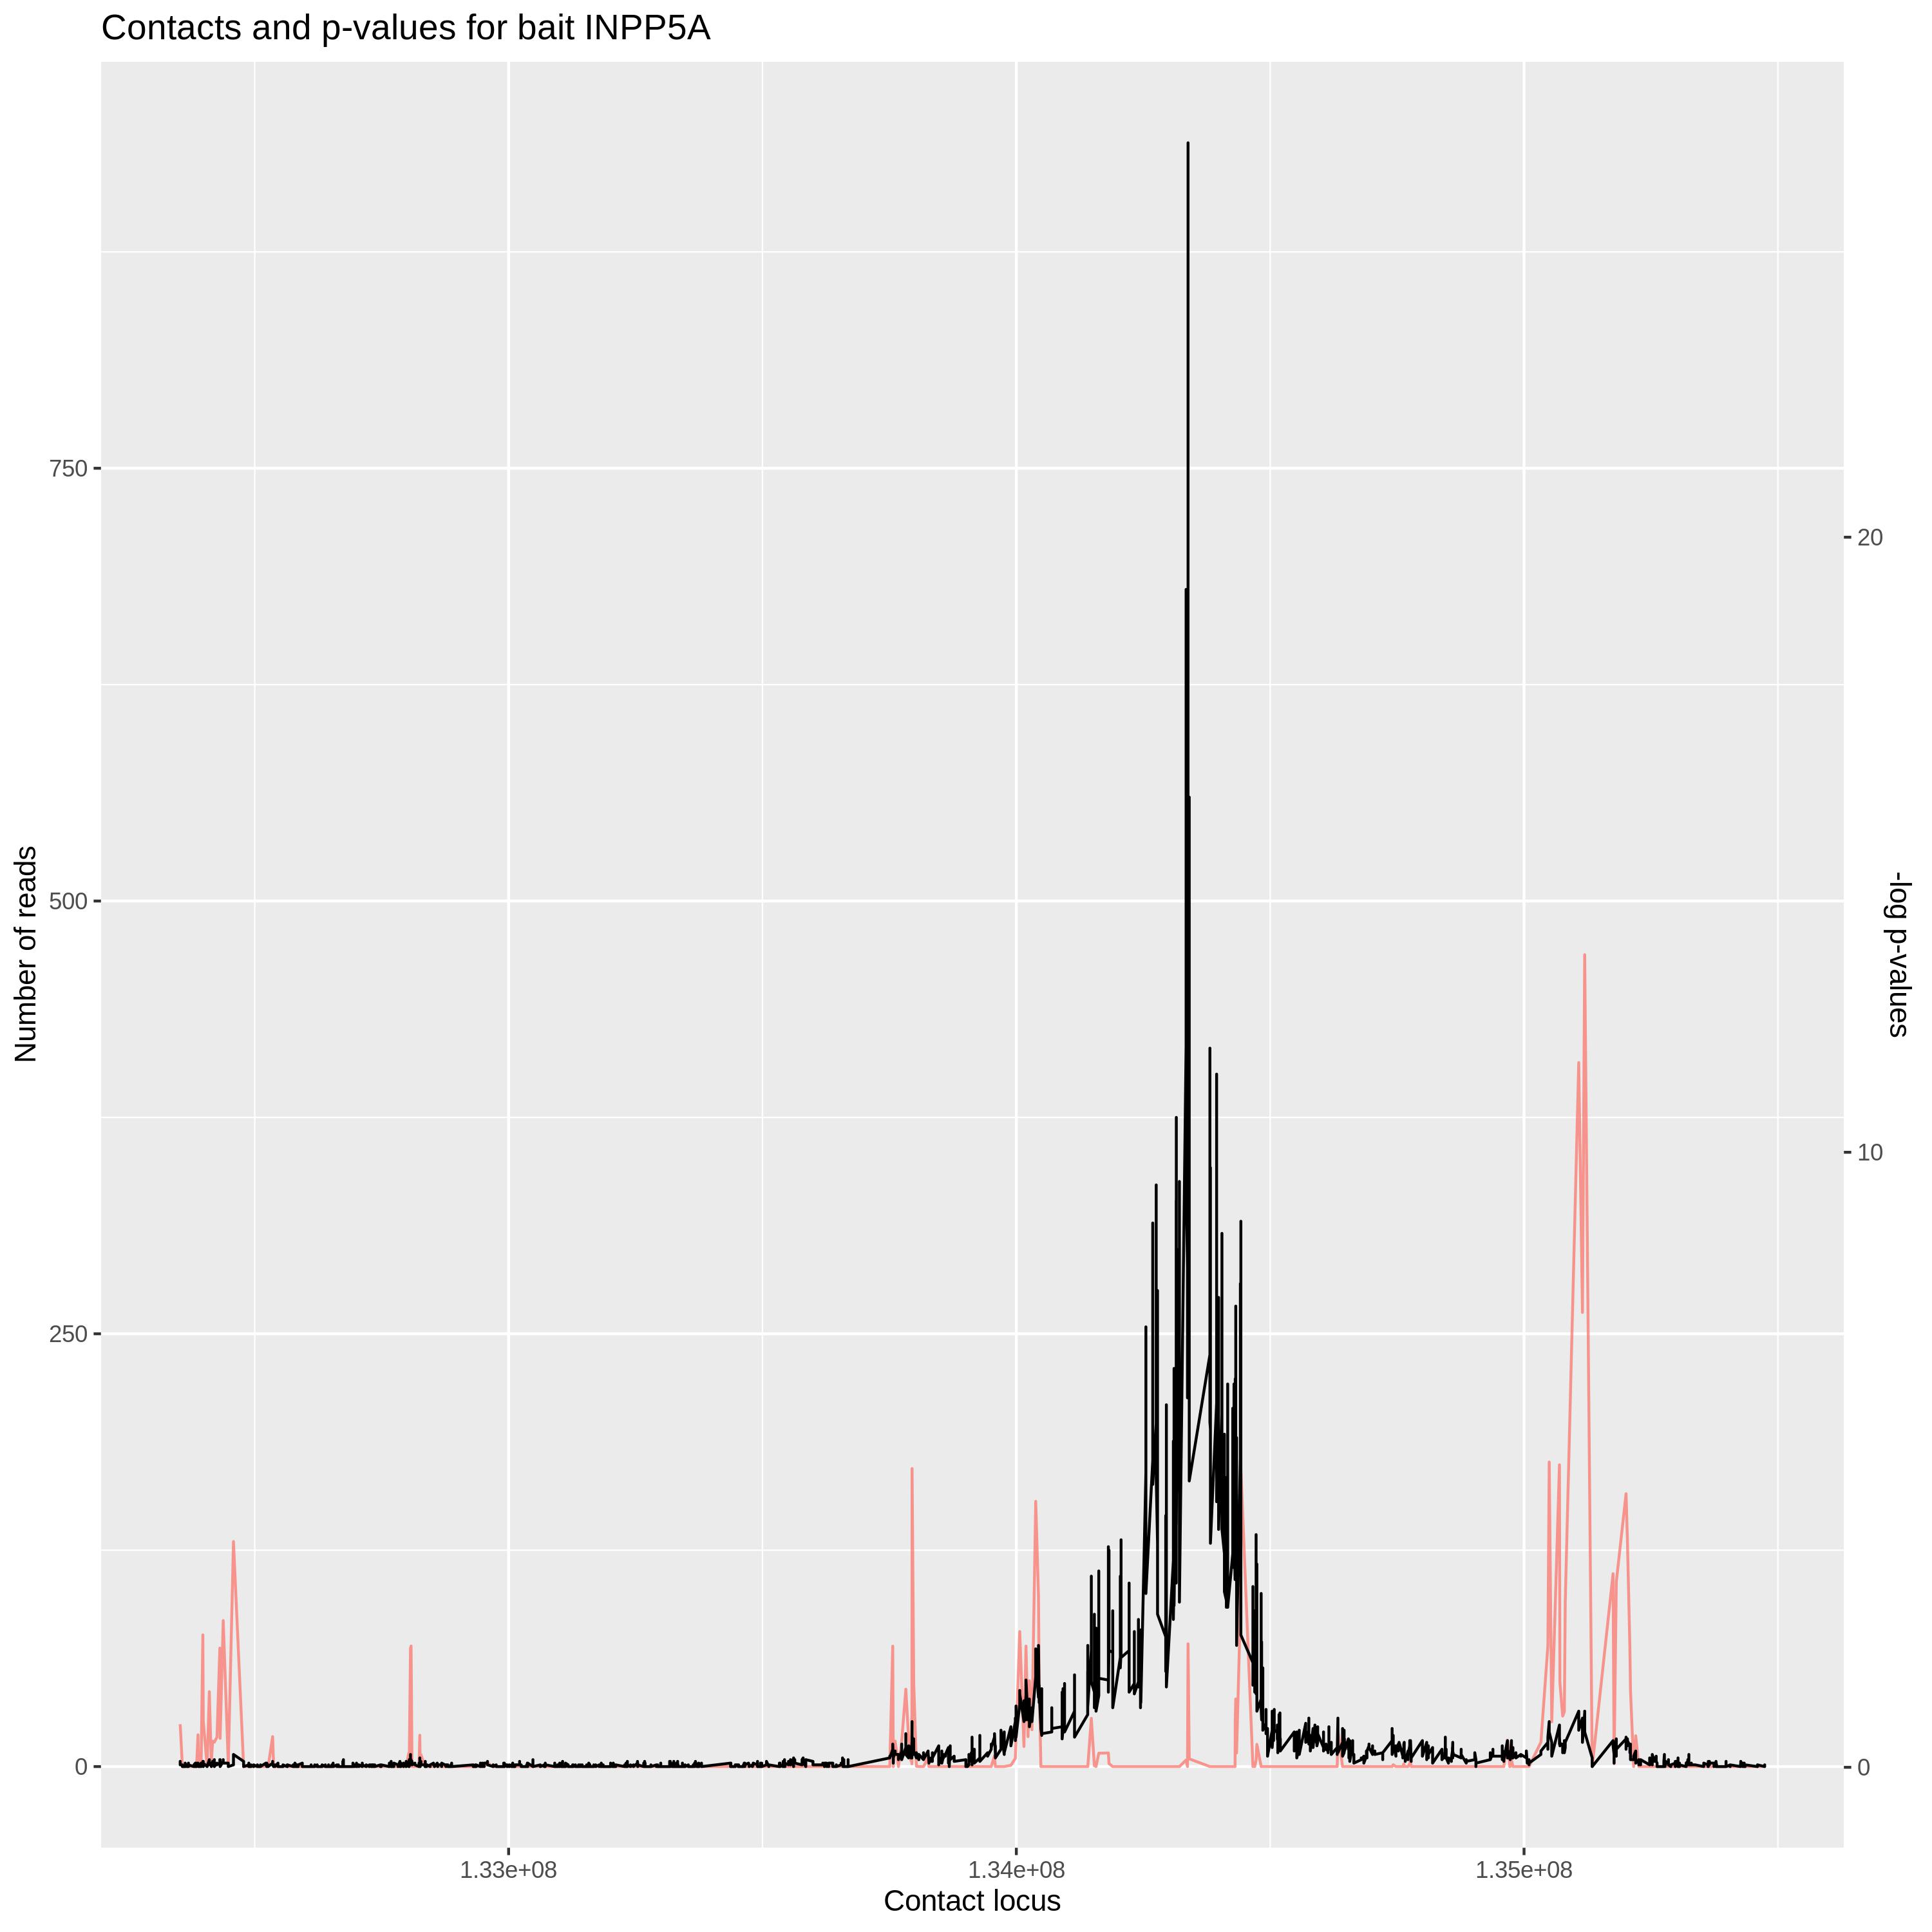 Contacts and p-values for bait INPP5A
Number of reads
750
500
250
0
20
10
0
-log p-values
1.33e+08
1.34e+08
1.35e+08
Contact locus